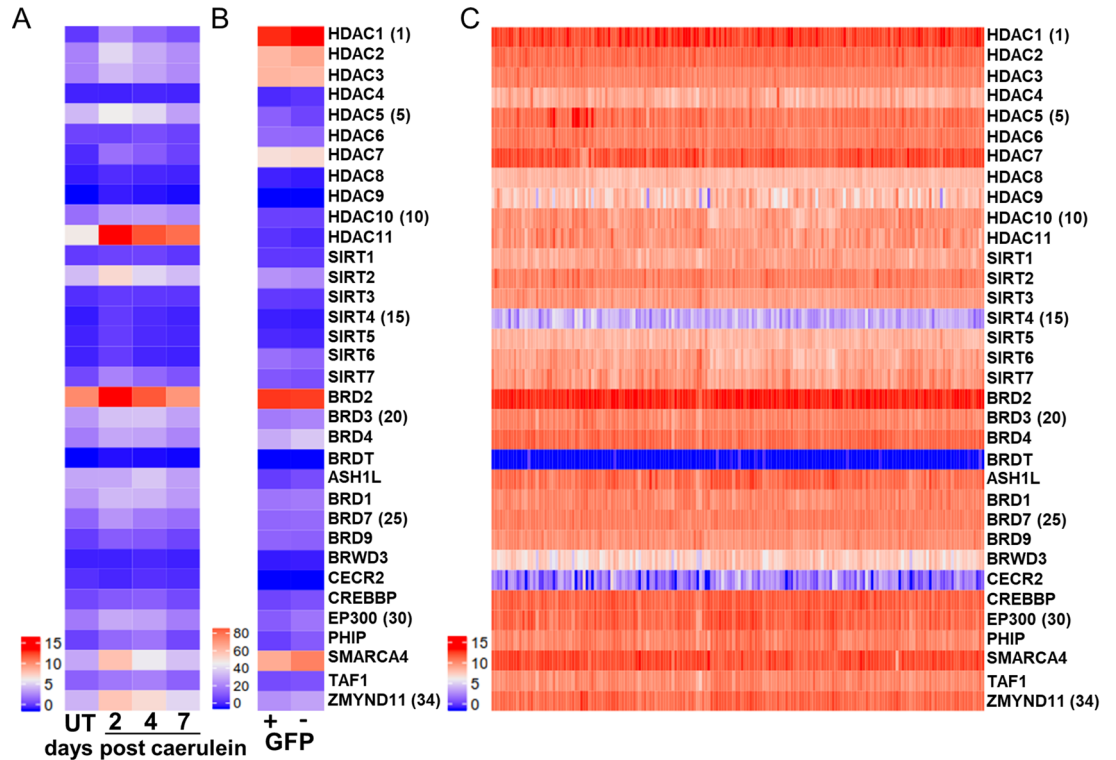 A
B
C
HDAC1 (1)
HDAC2
HDAC3
HDAC4
HDAC5 (5)
HDAC6
HDAC7
HDAC8
HDAC9
HDAC10 (10)
HDAC11
SIRT1
SIRT2
SIRT3
SIRT4 (15)
SIRT5
SIRT6
SIRT7
BRD2
BRD3 (20)
BRD4
BRDT
ASH1L
BRD1
BRD7 (25)
BRD9
BRWD3
CECR2
CREBBP
EP300 (30)
PHIP
SMARCA4
TAF1
ZMYND11 (34)
HDAC1 (1)
HDAC2
HDAC3
HDAC4
HDAC5 (5)
HDAC6
HDAC7
HDAC8
HDAC9
HDAC10 (10)
HDAC11
SIRT1
SIRT2
SIRT3
SIRT4 (15)
SIRT5
SIRT6
SIRT7
BRD2
BRD3 (20)
BRD4
BRDT
ASH1L
BRD1
BRD7 (25)
BRD9
BRWD3
CECR2
CREBBP
EP300 (30)
PHIP
SMARCA4
TAF1
ZMYND11 (34)
15
10
5
0
80
60
40
20
0
15
10
5
0
UT 2 4 7
days post caerulein
+ -
GFP